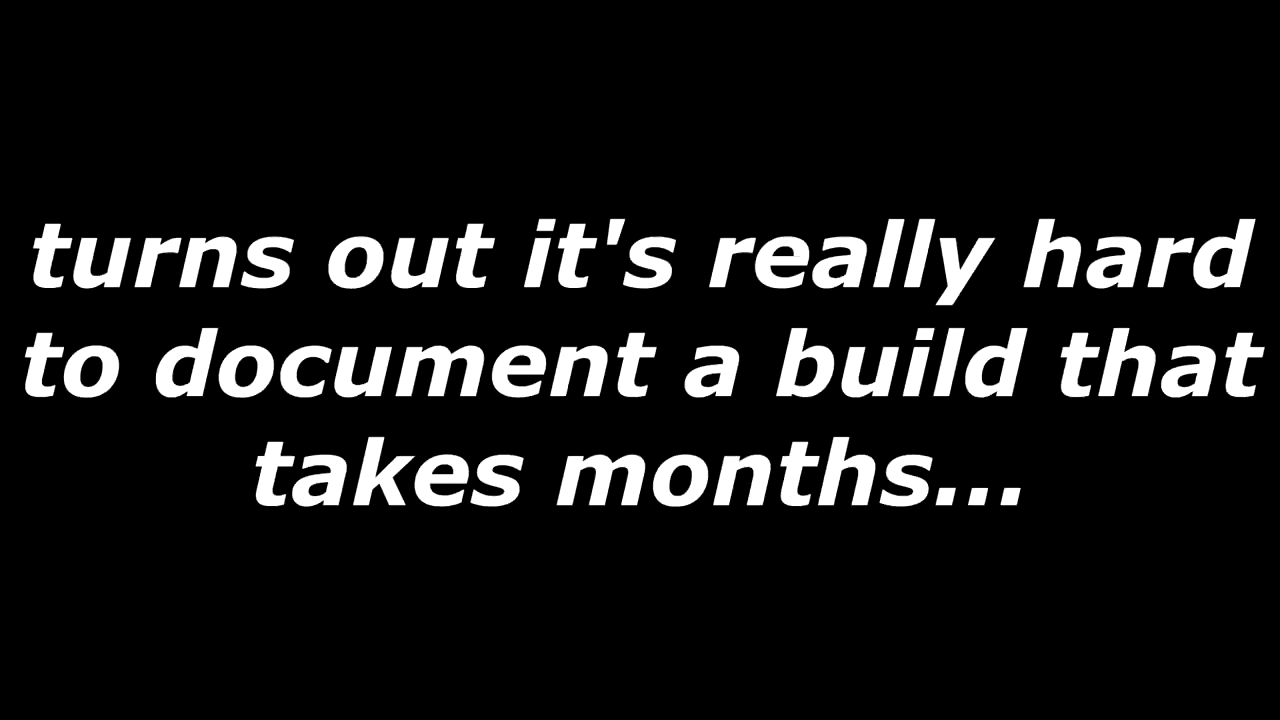 turns out it's really hard
to document a build that
takes months...